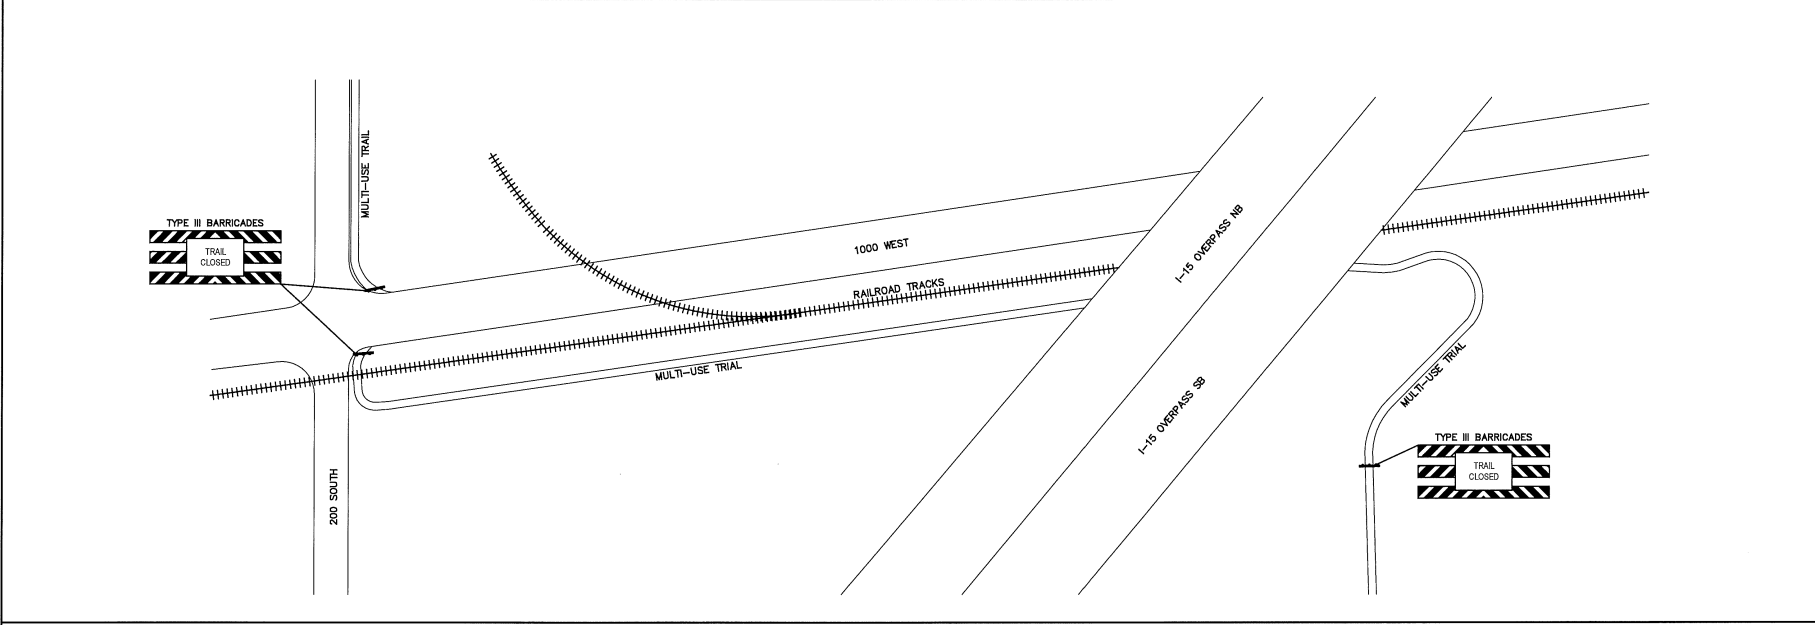 MULTI-USE TRAIL
TYPE III BARRICADES
TRAIL
CLOSED
1000 WEST
I-15 OVERPASS NB
RAILROAD TRACKS
MULTI-USE TRIAL
MULTI-USE TRIAL
I-15 OVERPASS SB
200 SOUTH
TYPE III BARRICADES
TRAIL
CLOSED